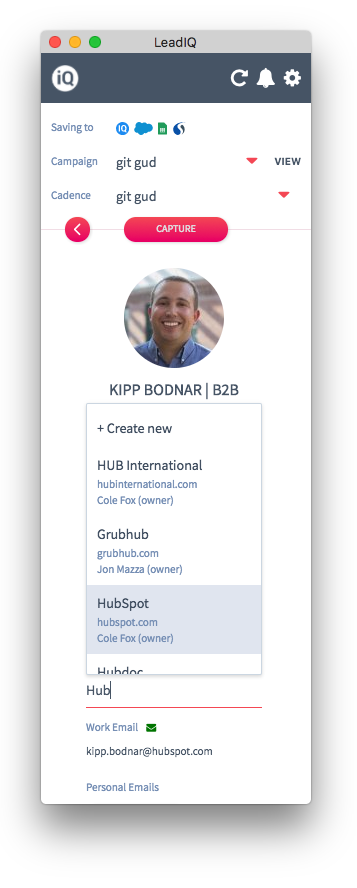 LeadIQ
iQ
Saving to
Campaign git gud VIEW
Cadence git gud
CAPTURE
KIPP BODNAR | B2B
+ Create new
HUB International
hubinternational.com
Cole Fox (owner)
Grubhub
grubhub.com
Jon Mazza (owner)
HubSpot
hubspot.com
Cole Fox (owner)
Hubdoc
Hub
Work Email
kipp.bodnar@hubspot.com
Personal Emails